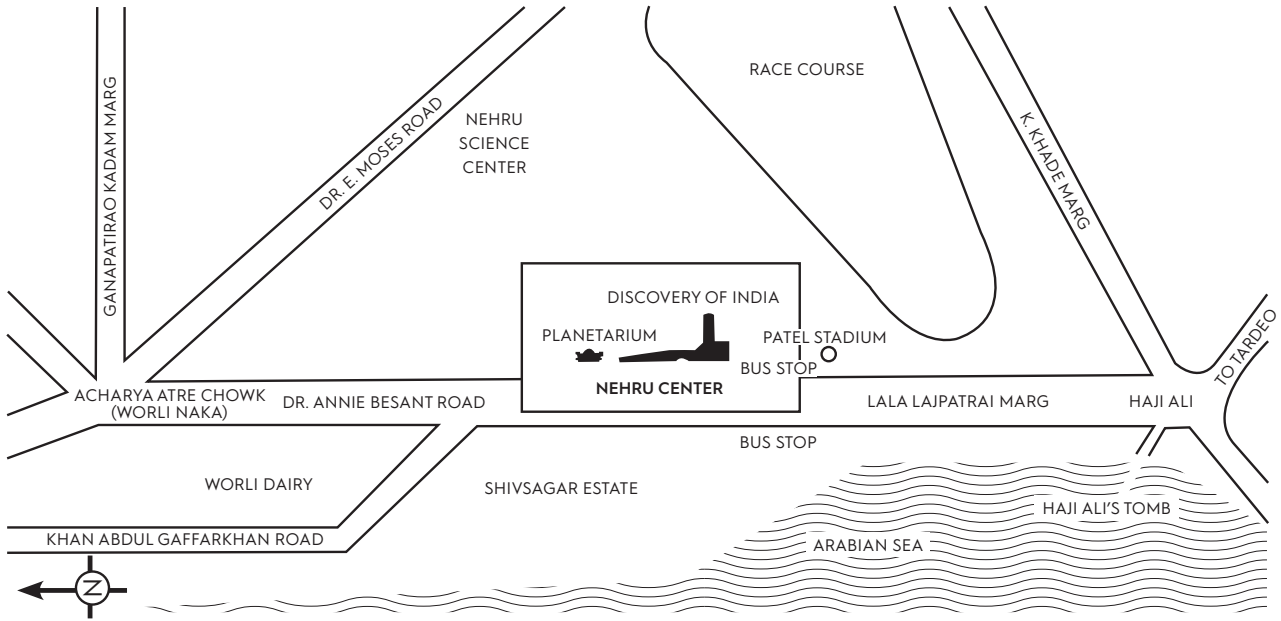 RACE COURSE
GANAPATIRAO KADAM MARG
DR. E. MOSES ROAD
NEHRU
SCIENCE
CENTER
K. KHADE MARG
DISCOVERY OF INDIA
PLANETARIUM
PATEL STADIUM
BUS STOP
NEHRU CENTER
TO TARDEO
ACHARYA ATRE CHOWK
(WORLI NAKA)
DR. ANNIE BESANT ROAD
LALA LAJPATRAI MARG
HAJI ALI
BUS STOP
WORLI DAIRY
SHIVSAGAR ESTATE
HAJI ALI'S TOMB
KHAN ABDUL GAFFARKHAN ROAD
ARABIAN SEA
N